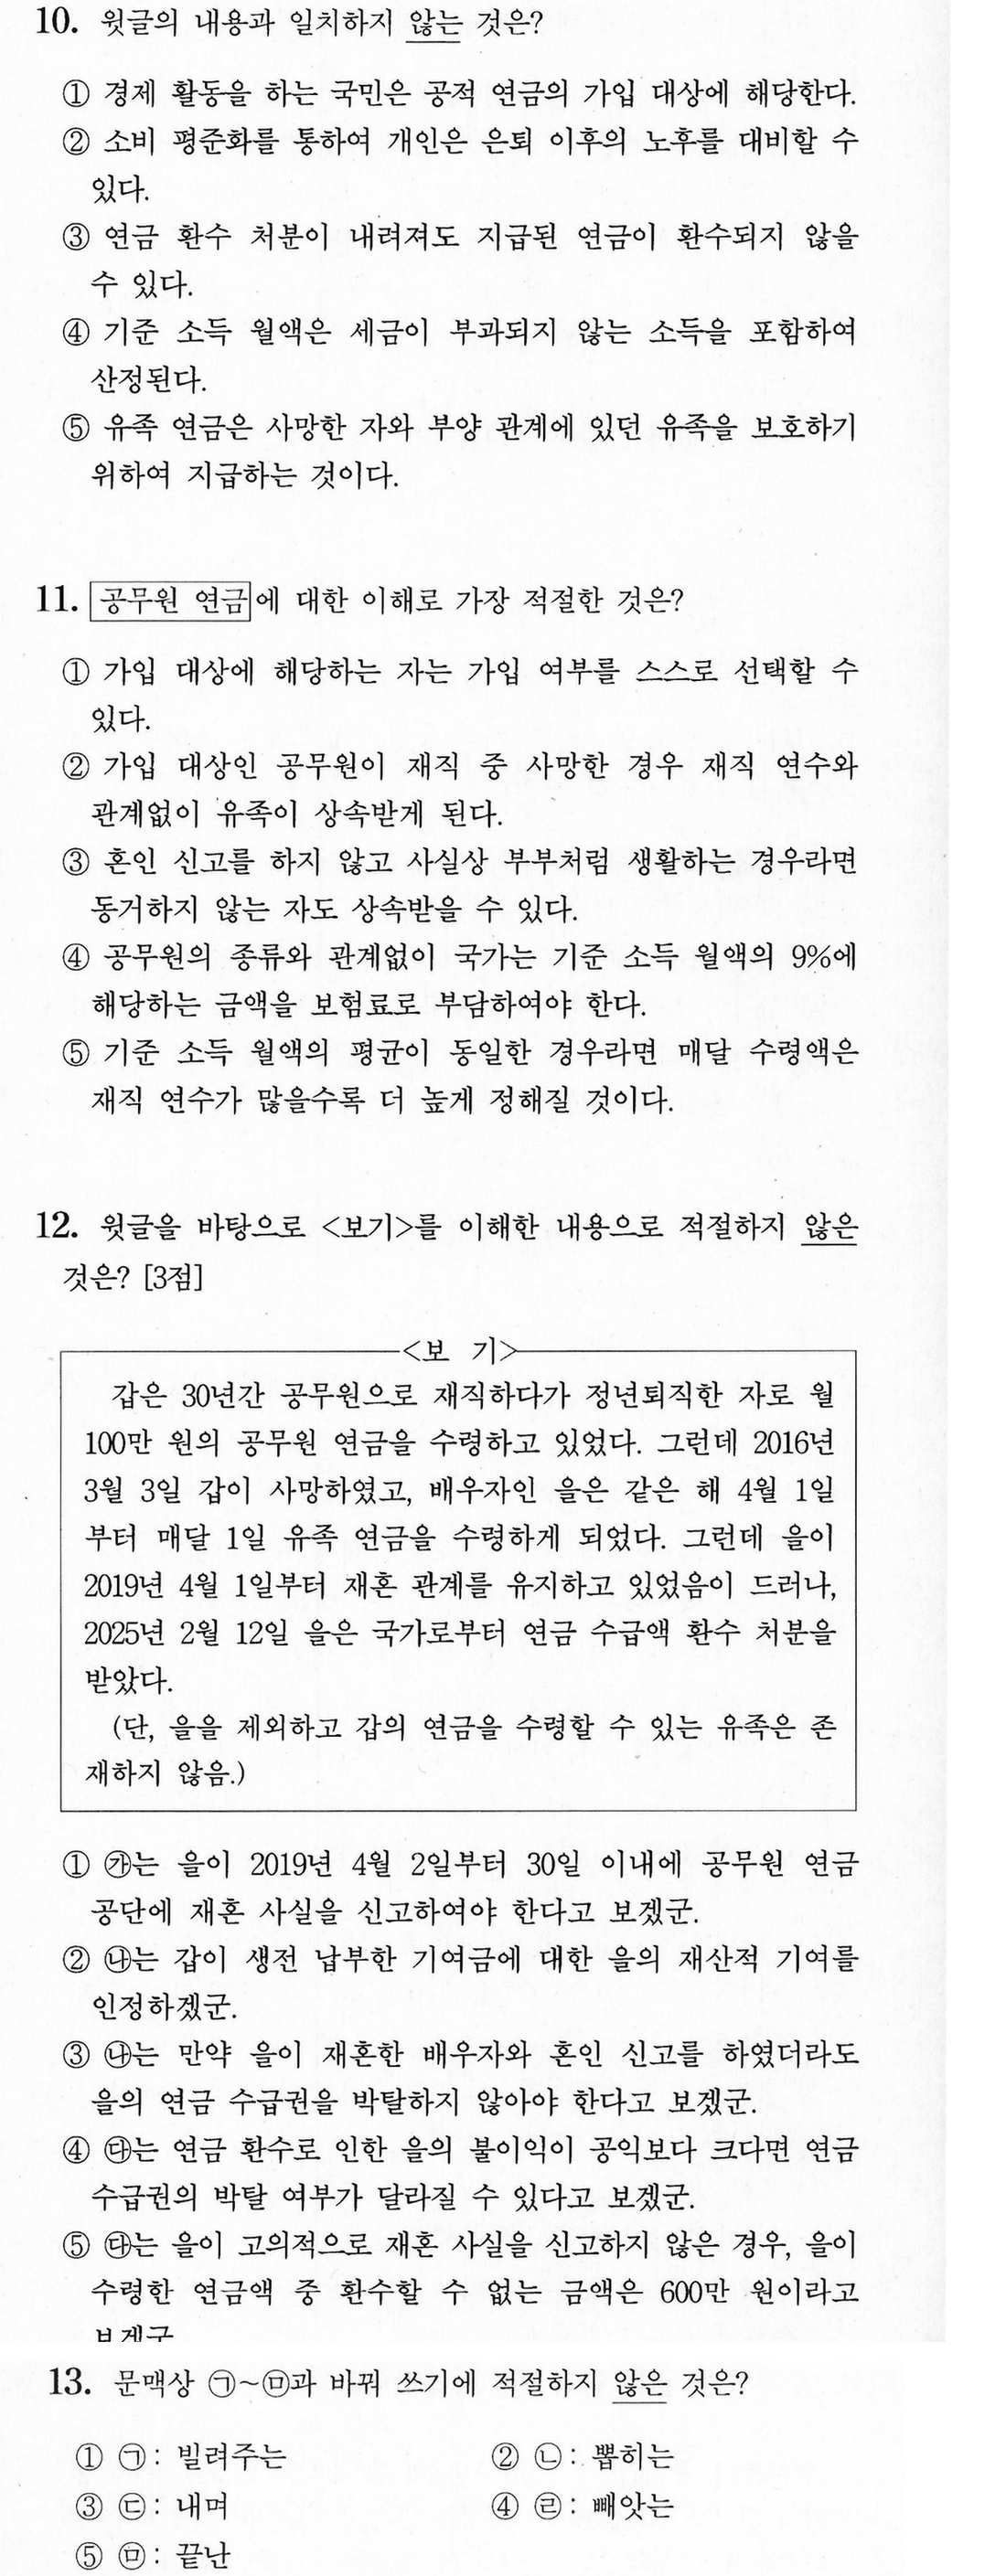 10. 윗글의 내용과 일치하지 않는 것은?
① 경제 활동을 하는 국민은 공적 연금의 가입 대상에 해당한다.
② 소비 평준화를 통하여 개인은 은퇴 이후의 노후를 대비할 수
있다.
③ 연금 환수 처분이 내려져도 지급된 연금이 환수되지 않을
수 있다.
④ 기준 소득 월액은 세금이 부과되지 않는 소득을 포함하여
산정된다.
⑤ 유족 연금은 사망한 자와 부양 관계에 있던 유족을 보호하기
위하여 지급하는 것이다.
11. 공무원 연금에 대한 이해로 가장 적절한 것은?
① 가입 대상에 해당하는 자는 가입 여부를 스스로 선택할 수
있다.
② 가입 대상인 공무원이 재직 중 사망한 경우 재직 연수와
관계없이 유족이 상속받게 된다.
③ 혼인 신고를 하지 않고 사실상 부부처럼 생활하는 경우라면
동거하지 않는 자도 상속받을 수 있다.
④ 공무원의 종류와 관계없이 국가는 기준 소득 월액의 9%에
해당하는 금액을 보험료로 부담하여야 한다.
⑤ 기준 소득 월액의 평균이 동일한 경우라면 매달 수령액은
재직 연수가 많을수록 더 높게 정해질 것이다.
12. 윗글을 바탕으로 <보기>를 이해한 내용으로 적절하지 않은
것은? [3점]
<보 기>
갑은 30년간 공무원으로 재직하다가 정년퇴직한 자로 월
100만 원의 공무원 연금을 수령하고 있었다. 그런데 2016년
3월 3일 갑이 사망하였고, 배우자인 을은 같은 해 4월 1일
부터 매달 1일 유족 연금을 수령하게 되었다. 그런데 을이
2019년 4월 1일부터 재혼 관계를 유지하고 있었음이 드러나,
2025년 2월 12일 을은 국가로부터 연금 수급액 환수 처분을
받았다.
(단, 을을 제외하고 갑의 연금을 수령할 수 있는 유족은 존
재하지 않음.)
① ㉮는 을이 2019년 4월 2일부터 30일 이내에 공무원 연금
공단에 재혼 사실을 신고하여야 한다고 보겠군.
② ㉯는 갑이 생전 납부한 기여금에 대한 을의 재산적 기여를
인정하겠군.
③ ㉯는 만약 을이 재혼한 배우자와 혼인 신고를 하였더라도
을의 연금 수급권을 박탈하지 않아야 한다고 보겠군.
④ ㉰는 연금 환수로 인한 을의 불이익이 공익보다 크다면 연금
수급권의 박탈 여부가 달라질 수 있다고 보겠군.
⑤ ㉰는 을이 고의적으로 재혼 사실을 신고하지 않은 경우, 을이
수령한 연금액 중 환수할 수 없는 금액은 600만 원이라고
보겠군
13. 문맥상 ㉠~㉤과 바꿔 쓰기에 적절하지 않은 것은?
① ㉠: 빌려주는 ② ㉡: 뽑히는
③ ㉢: 내며 ④ ㉣: 빼앗는
⑤ ㉤: 끝난